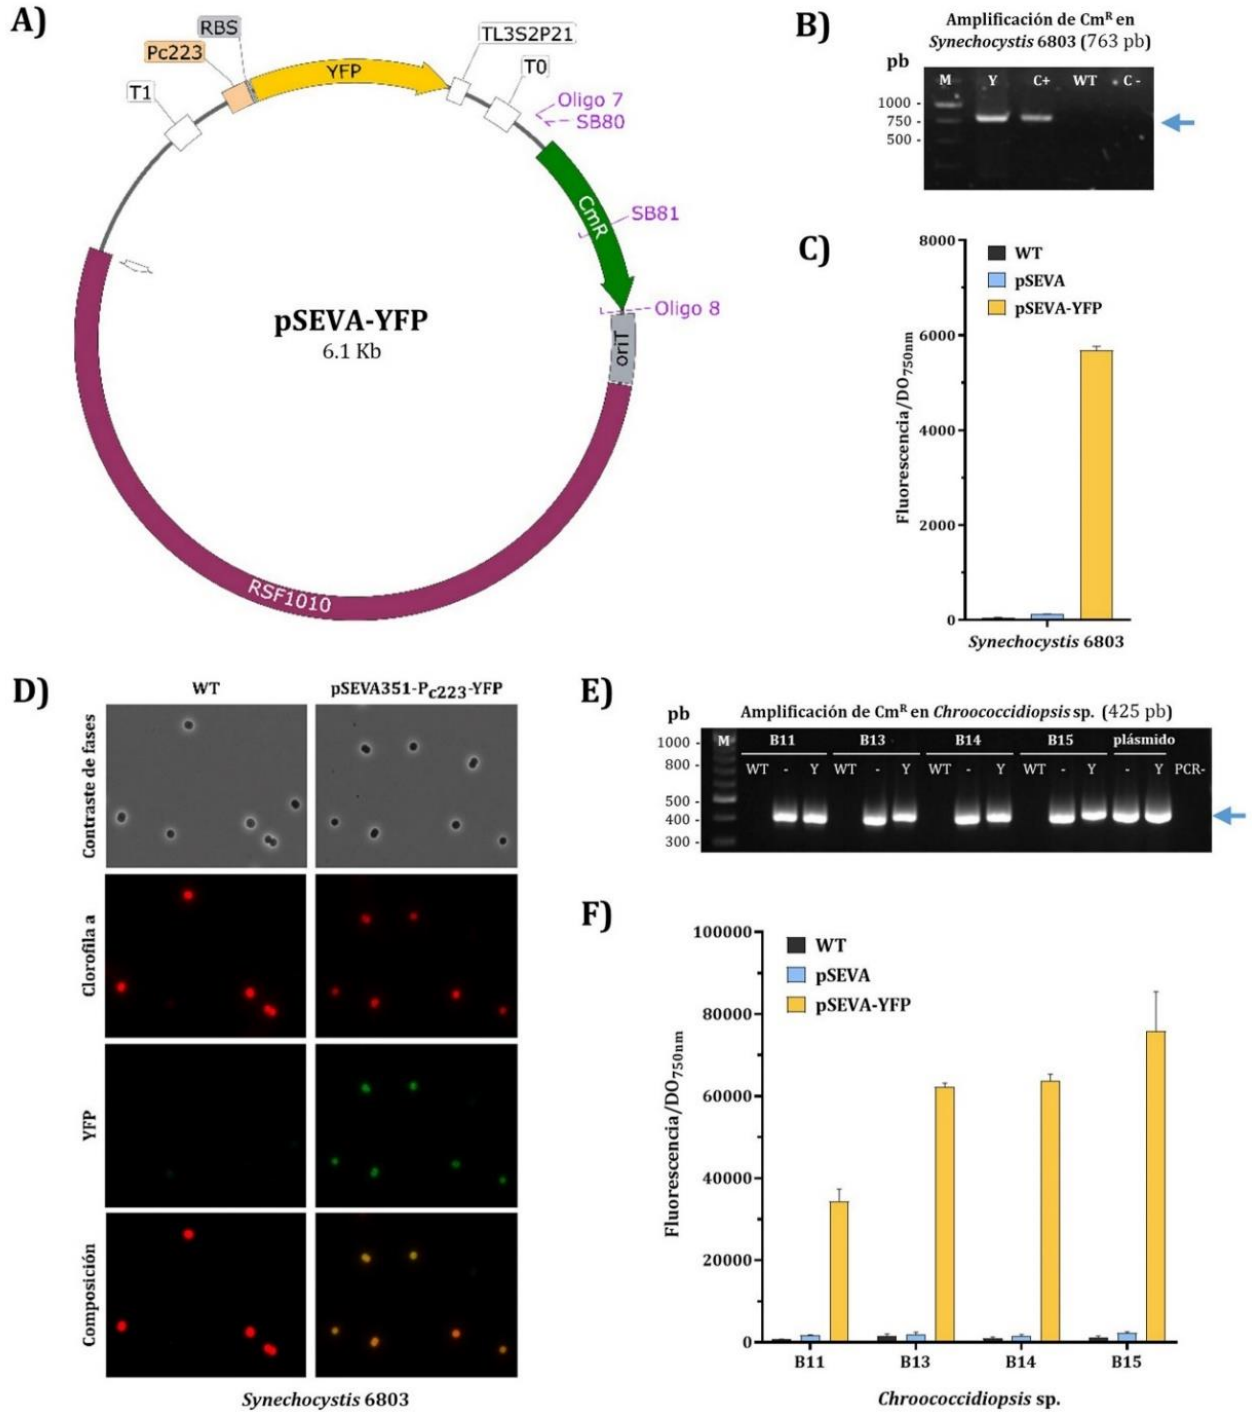 A)
RBS
Pc223
T1
YFP
TL3S2P21
T0
Oligo 7
SB80
CmR
SB81
Oligo 8
oriT
pSEVA-YFP
6.1 Kb
RSF1010
B)
Amplificación de Cmᴿ en
Synechocystis 6803 (763 pb)
pb
M Y C+ WT C -
1000 -
750 -
500 -
C)
8000
6000
4000
2000
0
WT
pSEVA
pSEVA-YFP
Fluorescencia/DO750nm
Synechocystis 6803
D)
WT pSEVA351-Pc223-YFP
Contraste de fases
Clorofila a
YFP
Composición
Synechocystis 6803
E)
Amplificación de Cmᴿ en Chroococcidiopsis sp. (425 pb)
pb
M B11 B13 B14 B15 plásmido
WT - Y WT - Y WT - Y WT - Y - Y PCR-
1000 -
800 -
500 -
400 -
300 -
F)
100000
80000
60000
40000
20000
0
WT
pSEVA
pSEVA-YFP
Fluorescencia/DO750nm
B11 B13 B14 B15
Chroococcidiopsis sp.